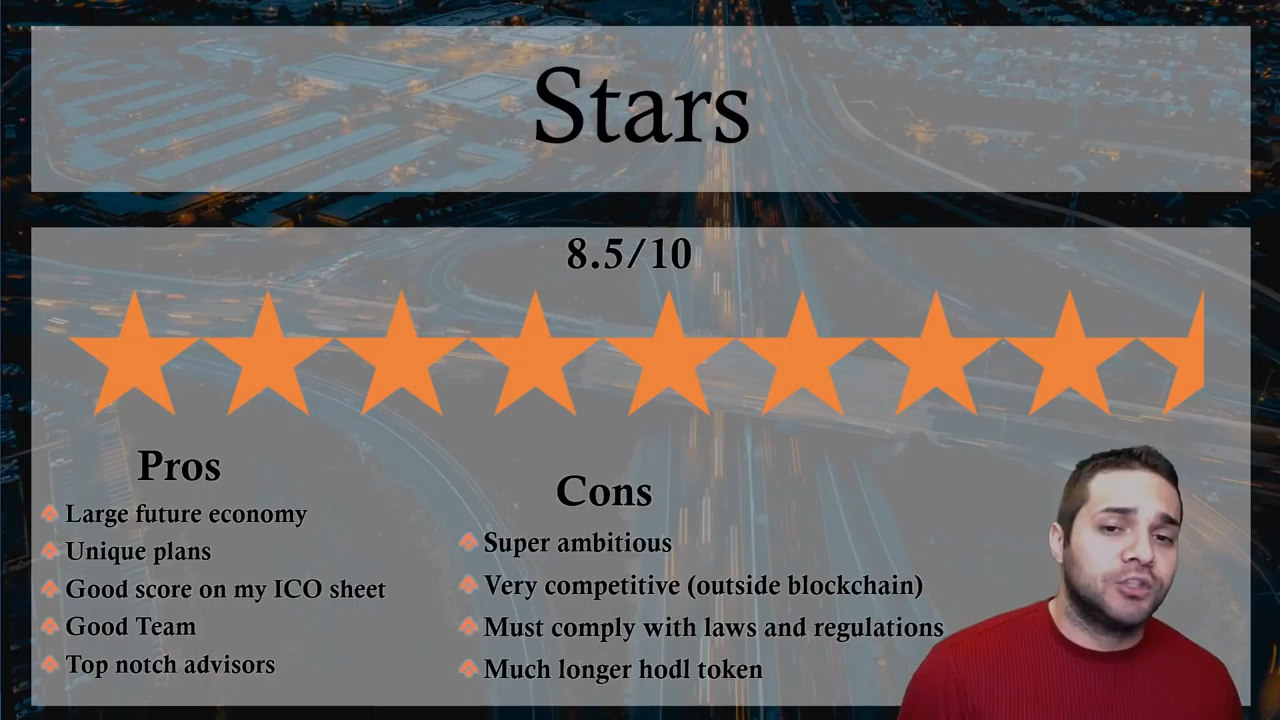 Stars
8.5/10
Pros
Large future economy
Unique plans
Good score on my ICO sheet
Good Team
Top notch advisors
Cons
Super ambitious
Very competitive (outside blockchain)
Must comply with laws and regulations
Much longer hodl token